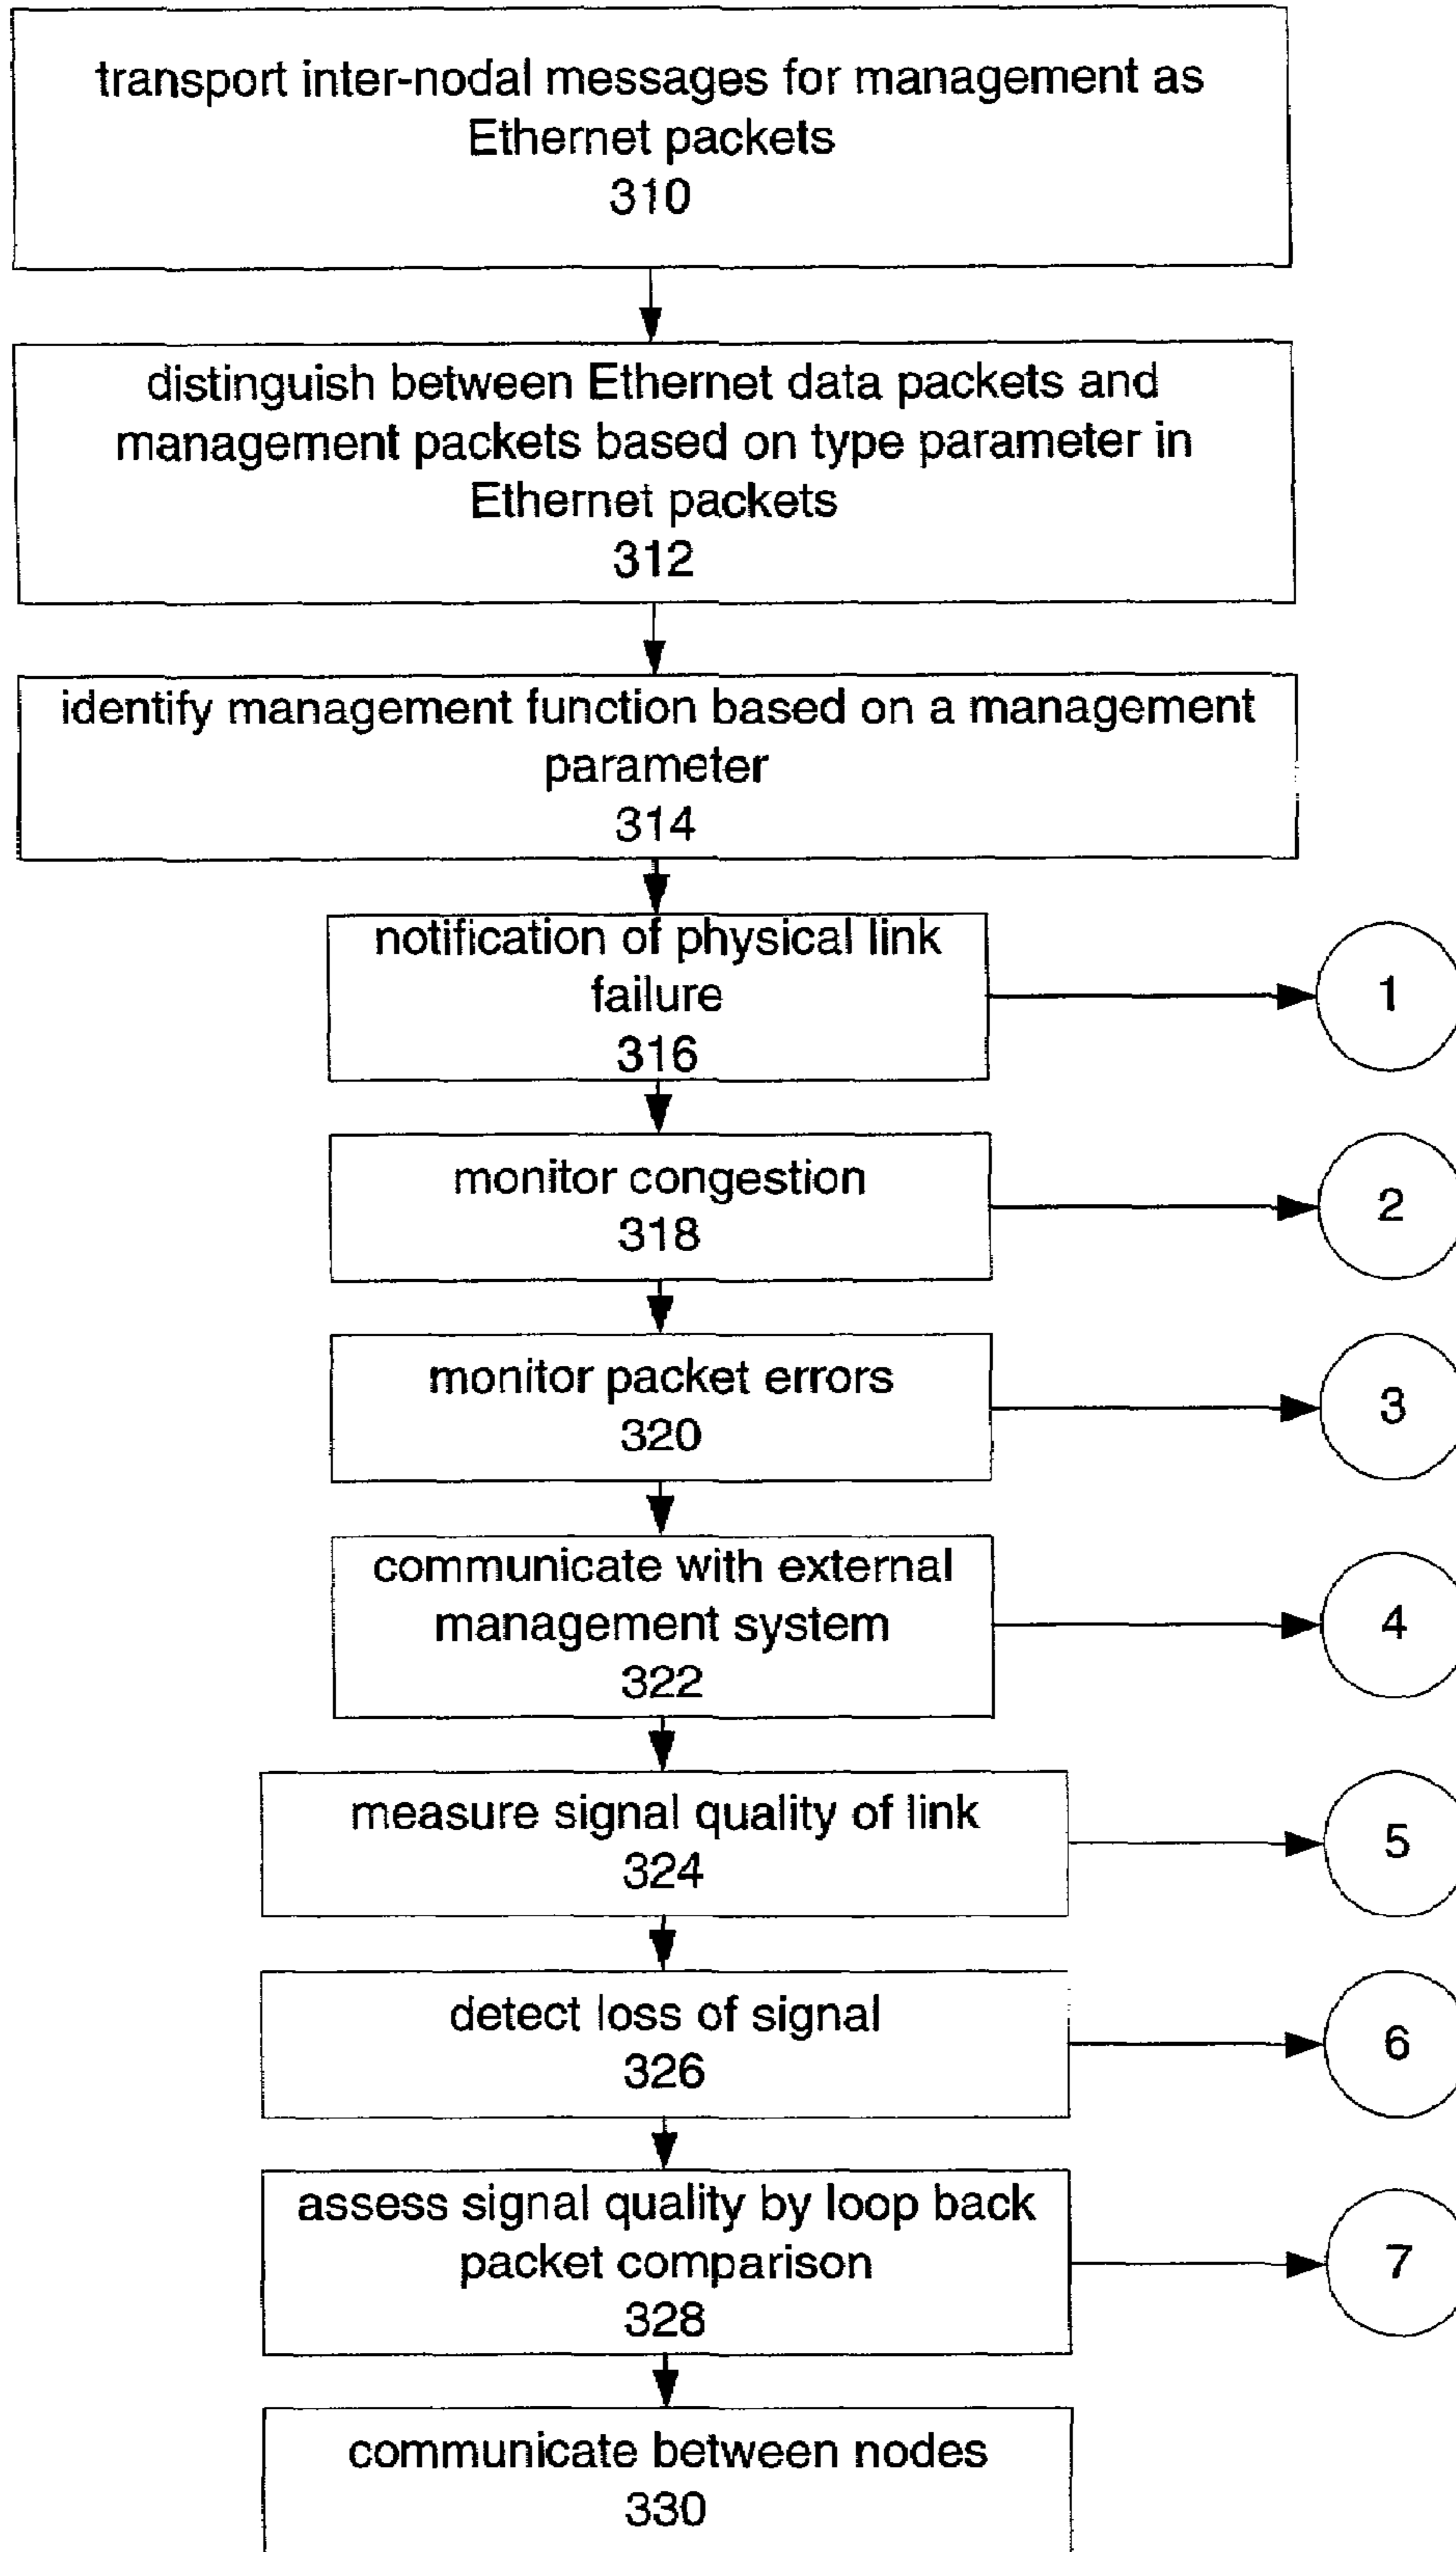 transport inter-nodal messages for management as
Ethernet packets
310
distinguish between Ethernet data packets and
management packets based on type parameter in
Ethernet packets
312
identify management function based on a management
parameter
314
notification of physical link
failure
316
1
monitor congestion
318
2
monitor packet errors
320
3
communicate with external
management system
322
4
measure signal quality of link
324
5
detect loss of signal
326
6
assess signal quality by loop back
packet comparison
328
7
communicate between nodes
330